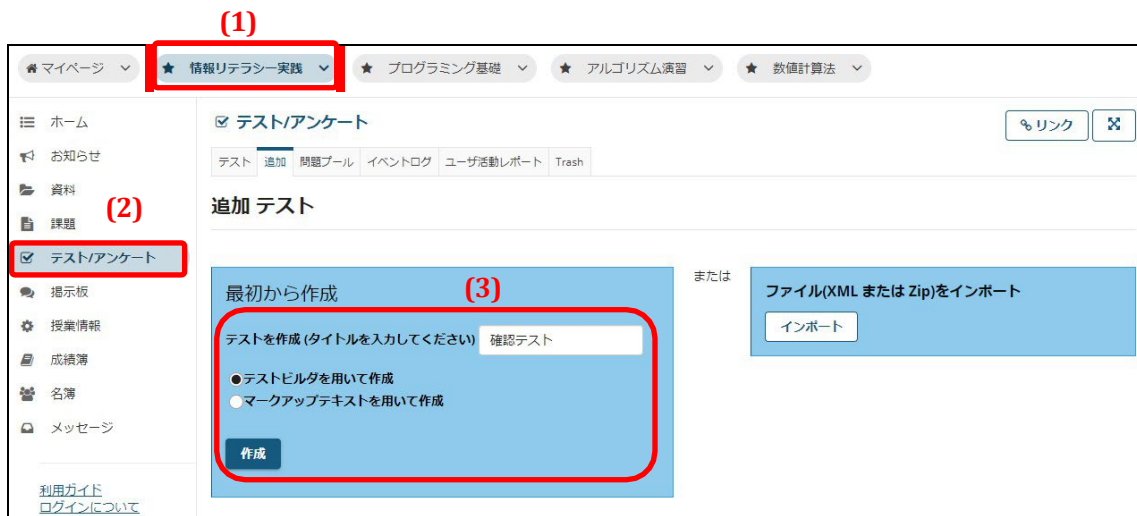 (1)
マイページ
★ 情報リテラシー実践
★ プログラミング基礎
★ アルゴリズム演習
★ 数値計算法
ホーム
お知らせ
資料
課題
(2)
テスト/アンケート
掲示板
授業情報
成績簿
名簿
メッセージ
利用ガイド
ログインについて
テスト/アンケート
リンク
テスト 追加 問題プール イベントログ ユーザ活動レポート Trash
追加 テスト
最初から作成
(3)
テストを作成 (タイトルを入力してください) 確認テスト
テストビルダを用いて作成
マークアップテキストを用いて作成
作成
または
ファイル(XML または Zip)をインポート
インポート